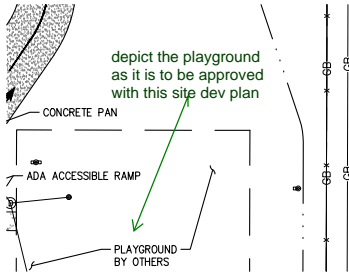 depict the playground
as it is to be approved
with this site dev plan
GB
GB
CONCRETE PAN
ADA ACCESSIBLE RAMP
GB
GB
PLAYGROUND
BY OTHERS